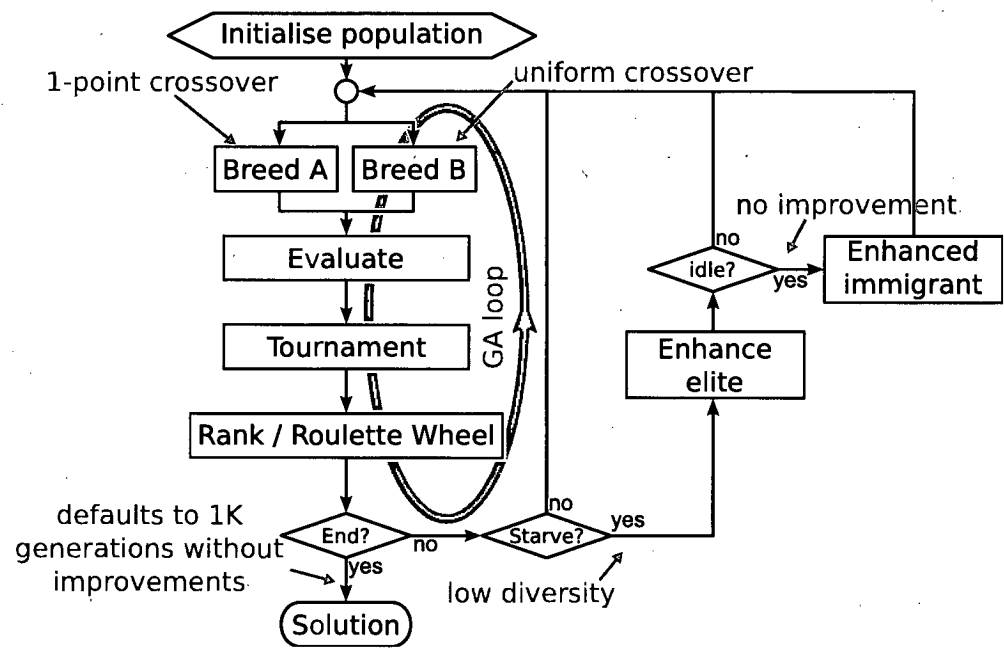 Initialise population
1-point crossover
uniform crossover
Breed A
Breed B
Evaluate
Tournament
GA loop
Rank / Roulette Wheel
End?
no
yes
defaults to 1K
generations without
improvements
Solution
Starve?
no
yes
low diversity
Enhance
elite
idle?
no
yes
no improvement
Enhanced
immigrant